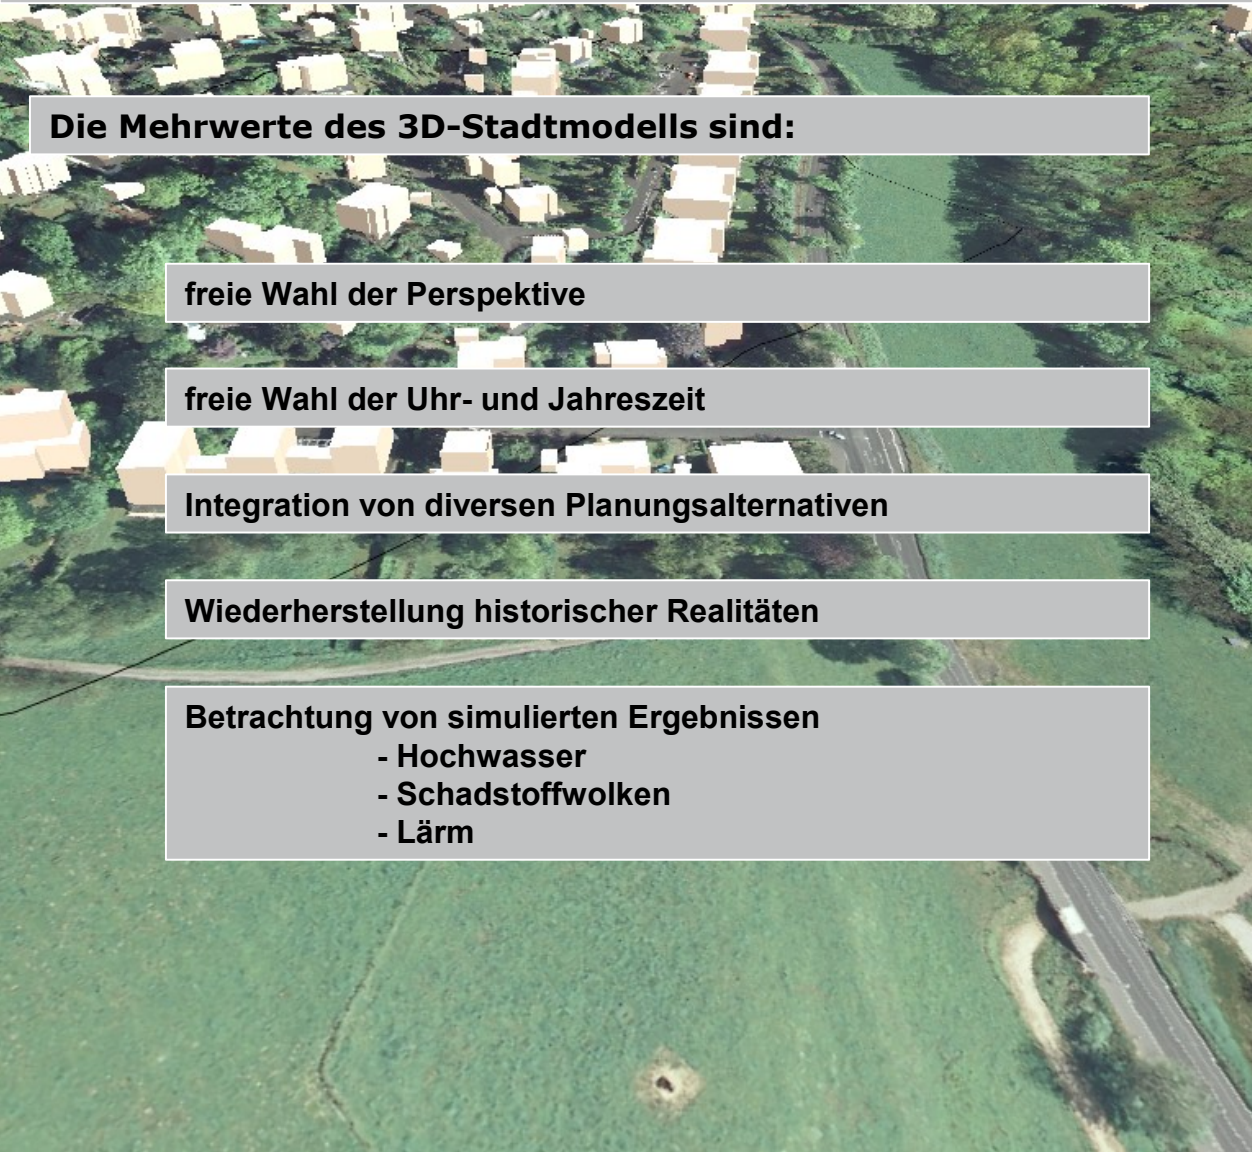 Die Mehrwerte des 3D-Stadtmodells sind:
freie Wahl der Perspektive
freie Wahl der Uhr- und Jahreszeit
Integration von diversen Planungsalternativen
Wiederherstellung historischer Realitäten
Betrachtung von simulierten Ergebnissen
- Hochwasser
- Schadstoffwolken
- Lärm